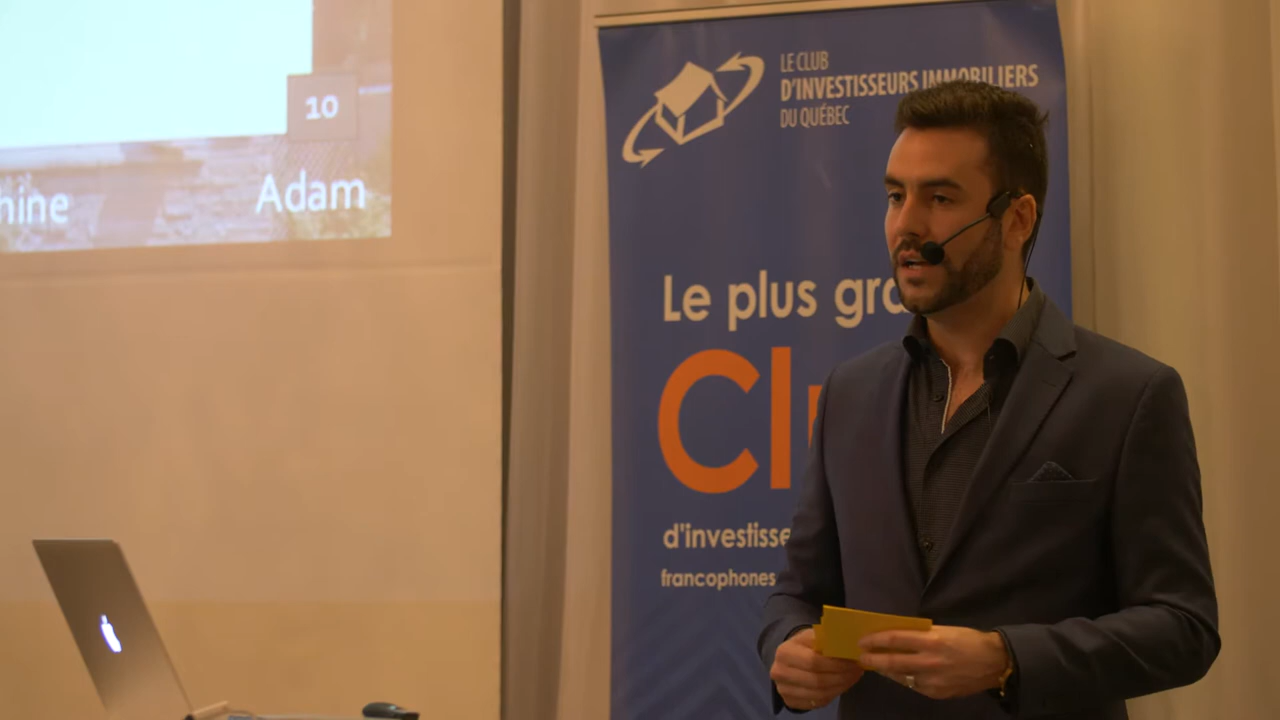 10
hine
Adam
LE CLUB
D'INVESTISSEURS IMMOBILIERS
DU QUÉBEC
Le plus gra
Cl
d'investisse
francophones